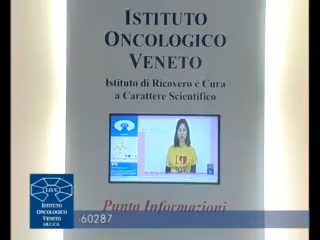 ISTITUTO
ONCOLOGICO
VENETO
Istituto di Ricovero e Cura
a Carattere Scientifico
Punto Informazioni
I.O.V.
ISTITUTO
ONCOLOGICO
VENETO
I.R.C.C.S.
60287